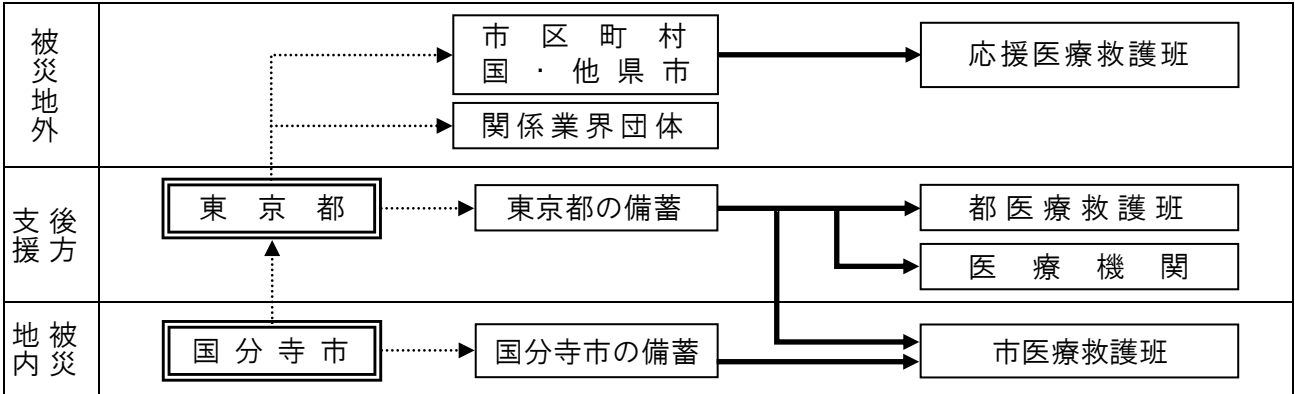 被災地外
市区町村
国・他県市
応援医療救護班
関係業界団体
後方
支援
東京都
東京都の備蓄
都医療救護班
医療機関
被災
地内
国分寺市
国分寺市の備蓄
市医療救護班